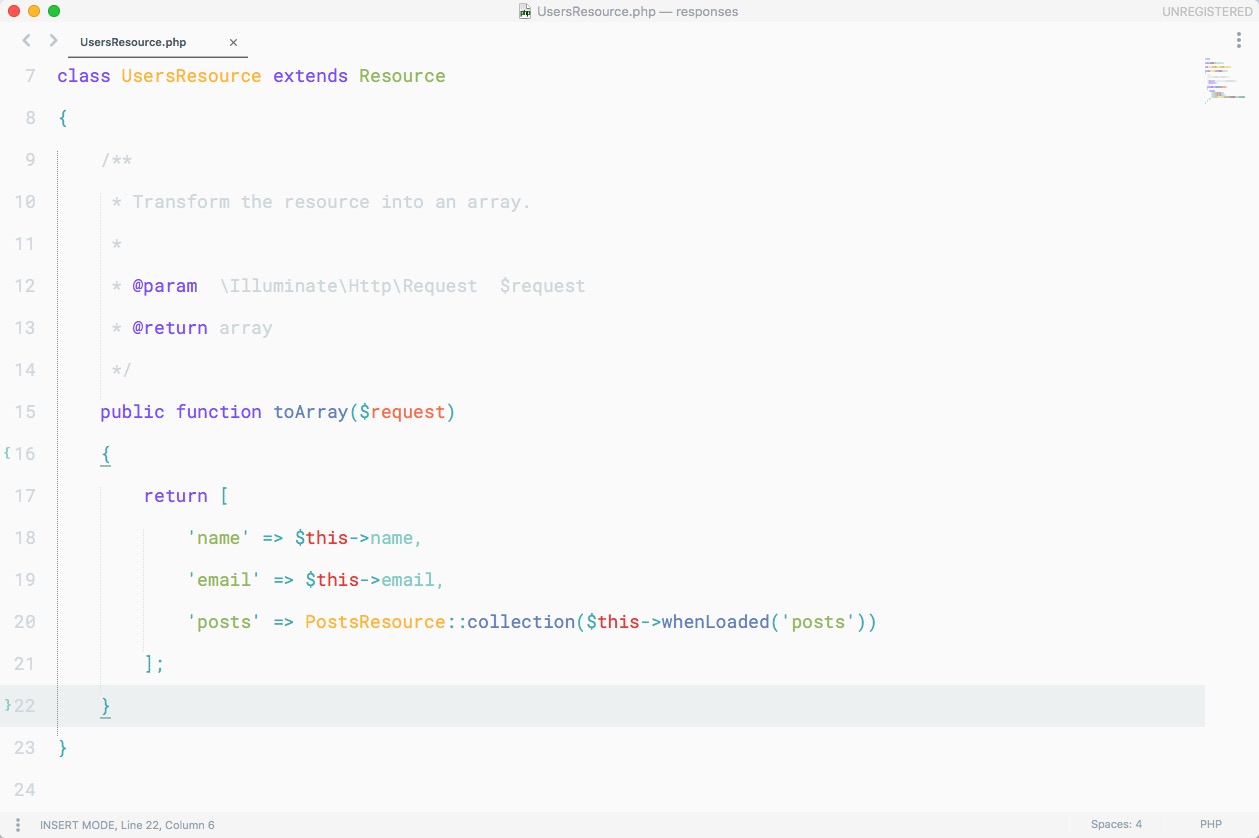 UsersResource.php — responses
UNREGISTERED
UsersResource.php ×
7 class UsersResource extends Resource
8 {
9 /**
10 * Transform the resource into an array.
11 *
12 * @param  \Illuminate\Http\Request  $request
13 * @return array
14 */
15 public function toArray($request)
{ 16 {
17 return [
18 'name' => $this->name,
19 'email' => $this->email,
20 'posts' => PostsResource::collection($this->whenLoaded('posts'))
21 ];
} 22 }
23 }
24
INSERT MODE, Line 22, Column 6
Spaces: 4
PHP